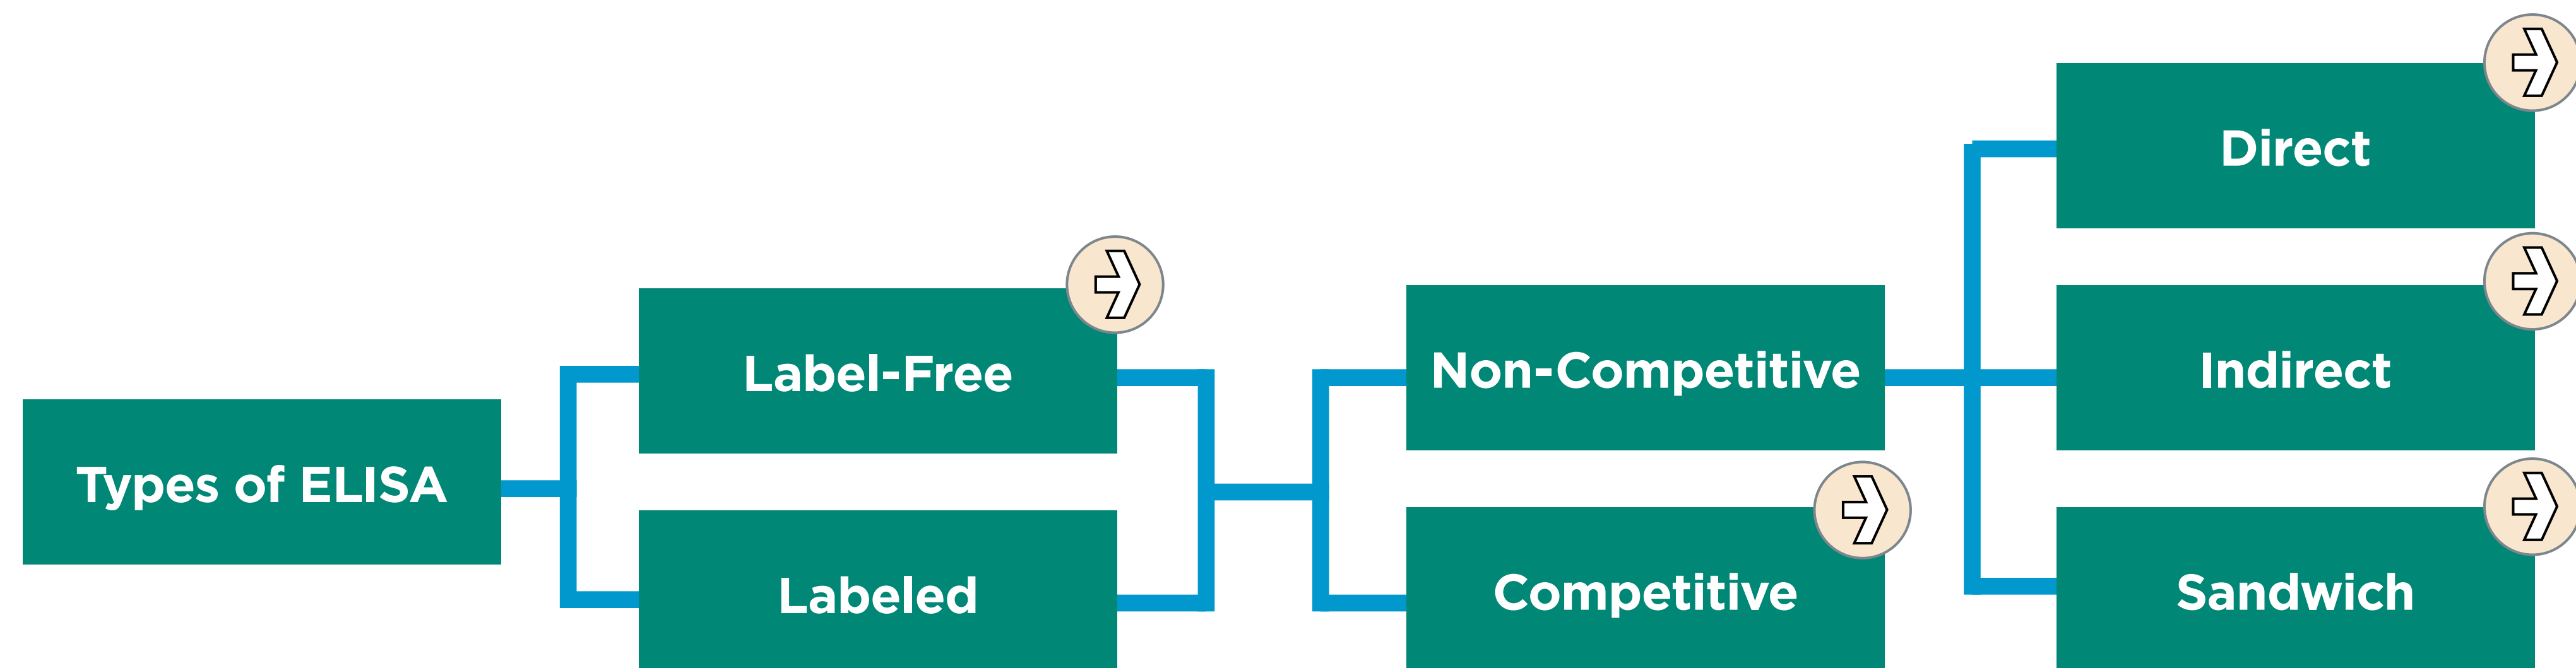 Types of ELISA
Label-Free
Labeled
Non-Competitive
Competitive
Direct
Indirect
Sandwich